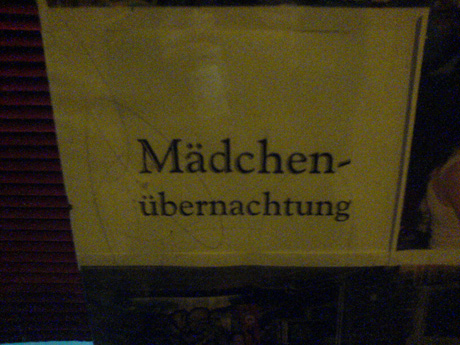 Mädchen-
übernachtung